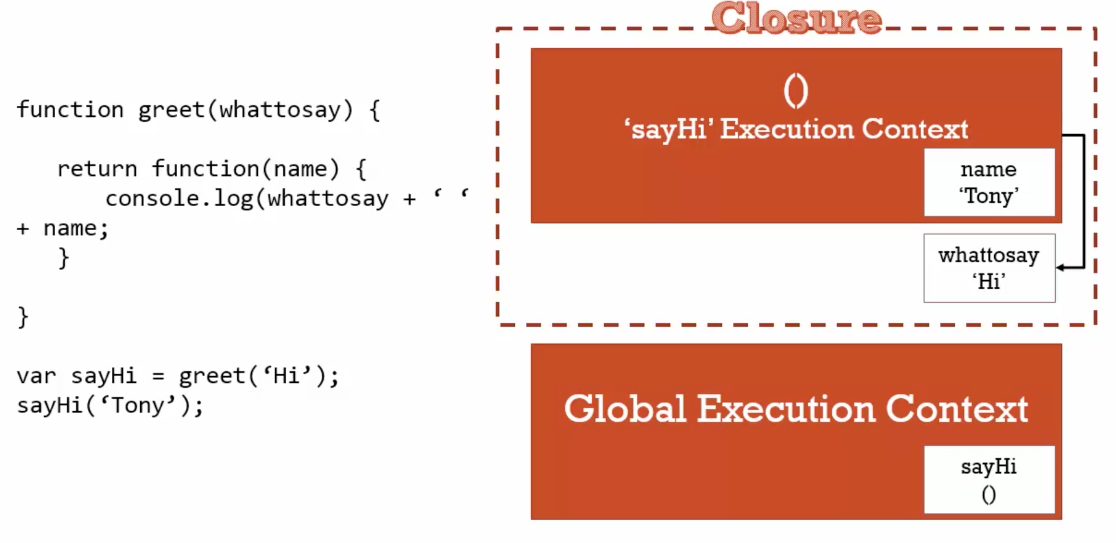 function greet(whattosay) {
return function(name) {
console.log(whattosay + ‘ ‘
+ name;
}
}
var sayHi = greet(‘Hi’);
sayHi(‘Tony’);
Closure
()
‘sayHi’ Execution Context
name
‘Tony’
whattosay
‘Hi’
Global Execution Context
sayHi
()